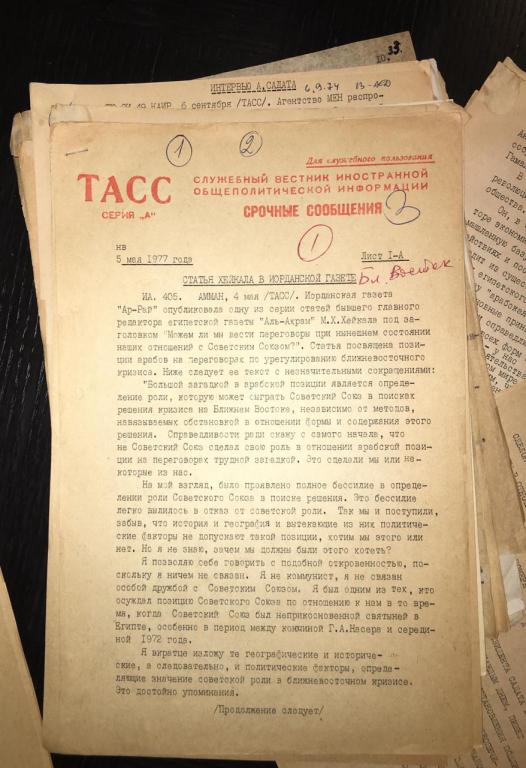 33.
10.
ИНТЕРВЬЮ А.САДАТА 6.9.74
КАИР 6 сентября /ТАСС/. Агентство МЕН распро-
1 2
Для служебного пользования
ТАСС
СЕРИЯ „А"
СЛУЖЕБНЫЙ ВЕСТНИК ИНОСТРАННОЙ
ОБЩЕПОЛИТИЧЕСКОЙ ИНФОРМАЦИИ
СРОЧНЫЕ СООБЩЕНИЯ 3
1
нв
5 мая 1977 года Лист I-А
СТАТЬЯ ХЕЙКАЛА В ИОРДАНСКОЙ ГАЗЕТЕ Бл. Восток
ИА. 405. АММАН, 4 мая /ТАСС/. Иорданская газета
"Ар-Рай" опубликовала одну из серии статей бывшего главного
редактора египетской газеты "Аль-Ахрам" М.Х.Хейкала под за-
головком "Можем ли мы вести переговоры при нынешнем состоянии
наших отношений с Советским Союзом?". Статья посвящена пози-
ции арабов на переговорах по урегулированию ближневосточного
кризиса. Ниже следует ее текст с незначительными сокращениями:
"Большой загадкой в арабской позиции является опреде-
ление роли, которую может сыграть Советский Союз в поисках
решения кризиса на Ближнем Востоке, независимо от методов,
навязываемых обстановкой в отношении формы и содержания этого
решения. Справедливости ради скажу с самого начала, что
не Советский Союз сделал свою роль в отношении арабской пози-
ции на переговорах трудной загадкой. Это сделали мы или не-
которые из нас.
На мой взгляд, было проявлено полное бессилие в опреде-
лении роли Советского Союза в поиске решения. Это бессилие
легко вылилось в отказ от советской роли. Так мы и поступили,
забыв, что история и география и вытекающие из них политичес-
кие факторы не допускают такой позиции, хотим мы этого или
нет. Но я не знаю, зачем мы должны были этого хотеть?
Я позволю себе говорить с подобной откровенностью, по-
скольку я ничем не связан. Я не коммунист, я не связан
особой дружбой с Советским Союзом. Я был одним из тех, кто
осуждал позицию Советского Союза по отношению к нам в то вре-
мя, когда Советский Союз был неприкосновенной святыней в
Египте, особенно в период между кончиной Г.А.Насера и середи-
ной 1972 года.
Я вкратце изложу те географические и историче-
ские, а следовательно, и политические факторы, опреде-
ляющие значение советской роли в ближневосточном кризисе.
Это достойно упоминания.
/Продолжение следует/